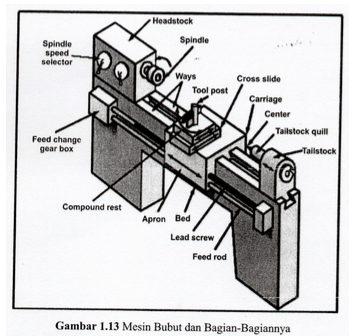 Headstock
Spindle
speed
selector
Spindle
Ways
Tool post
Cross slide
Carriage
Center
Tailstock quill
Tailstock
Feed change
gear box
Compound rest
Apron
Bed
Lead screw
Feed rod
Gambar 1.13 Mesin Bubut dan Bagian-Bagiannya